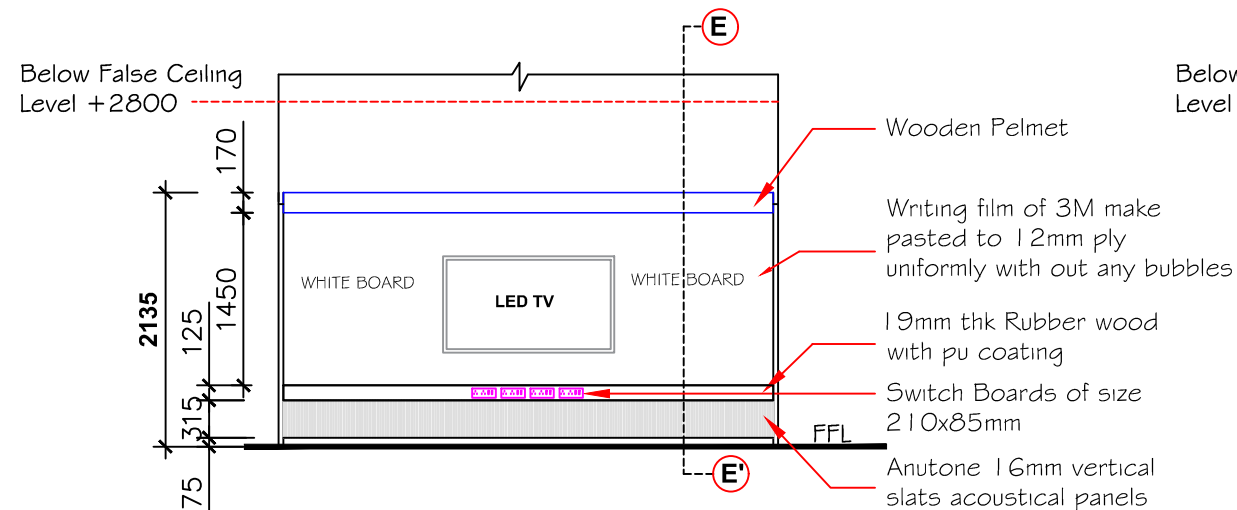 E
Below False Ceiling
Level +2800
Below
Level
Wooden Pelmet
170
Writing film of 3M make
pasted to 12mm ply
uniformly with out any bubbles
WHITE BOARD
LED TV
WHITE BOARD
2135
125
1450
19mm thk Rubber wood
with pu coating
Switch Boards of size
210x85mm
315
FFL
E'
75
Anutone 16mm vertical
slats acoustical panels